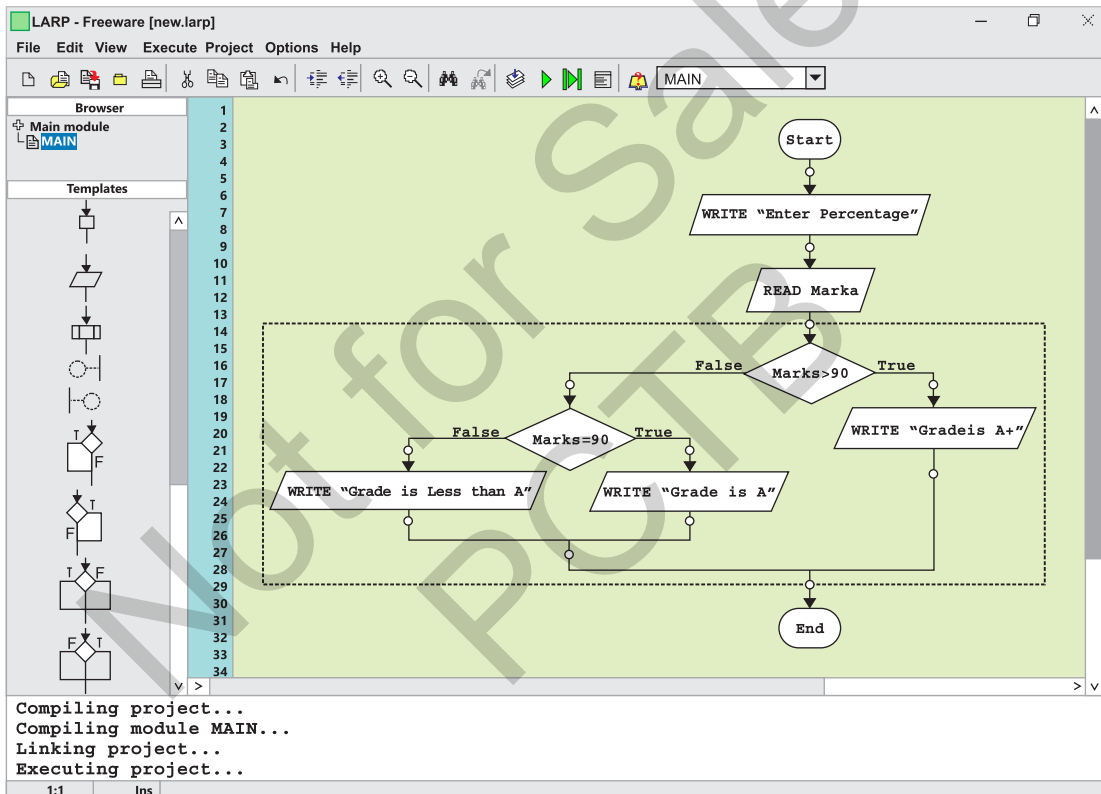 LARP - Freeware [new.larp]
File Edit View Execute Project Options Help
MAIN
Browser
Main module
MAIN
Templates
T
F
T
F
T F
F T
1
2
3
4
5
6
7
8
9
10
11
12
13
14
15
16
17
18
19
20
21
22
23
24
25
26
27
28
29
30
31
32
33
34
Start
WRITE “Enter Percentage”
READ Marka
False Marks>90 True
WRITE “Gradeis A+”
False Marks=90 True
WRITE “Grade is Less than A” WRITE “Grade is A”
End
Compiling project...
Compiling module MAIN...
Linking project...
Executing project...
1:1 Ins
Not for Sale
PCTB